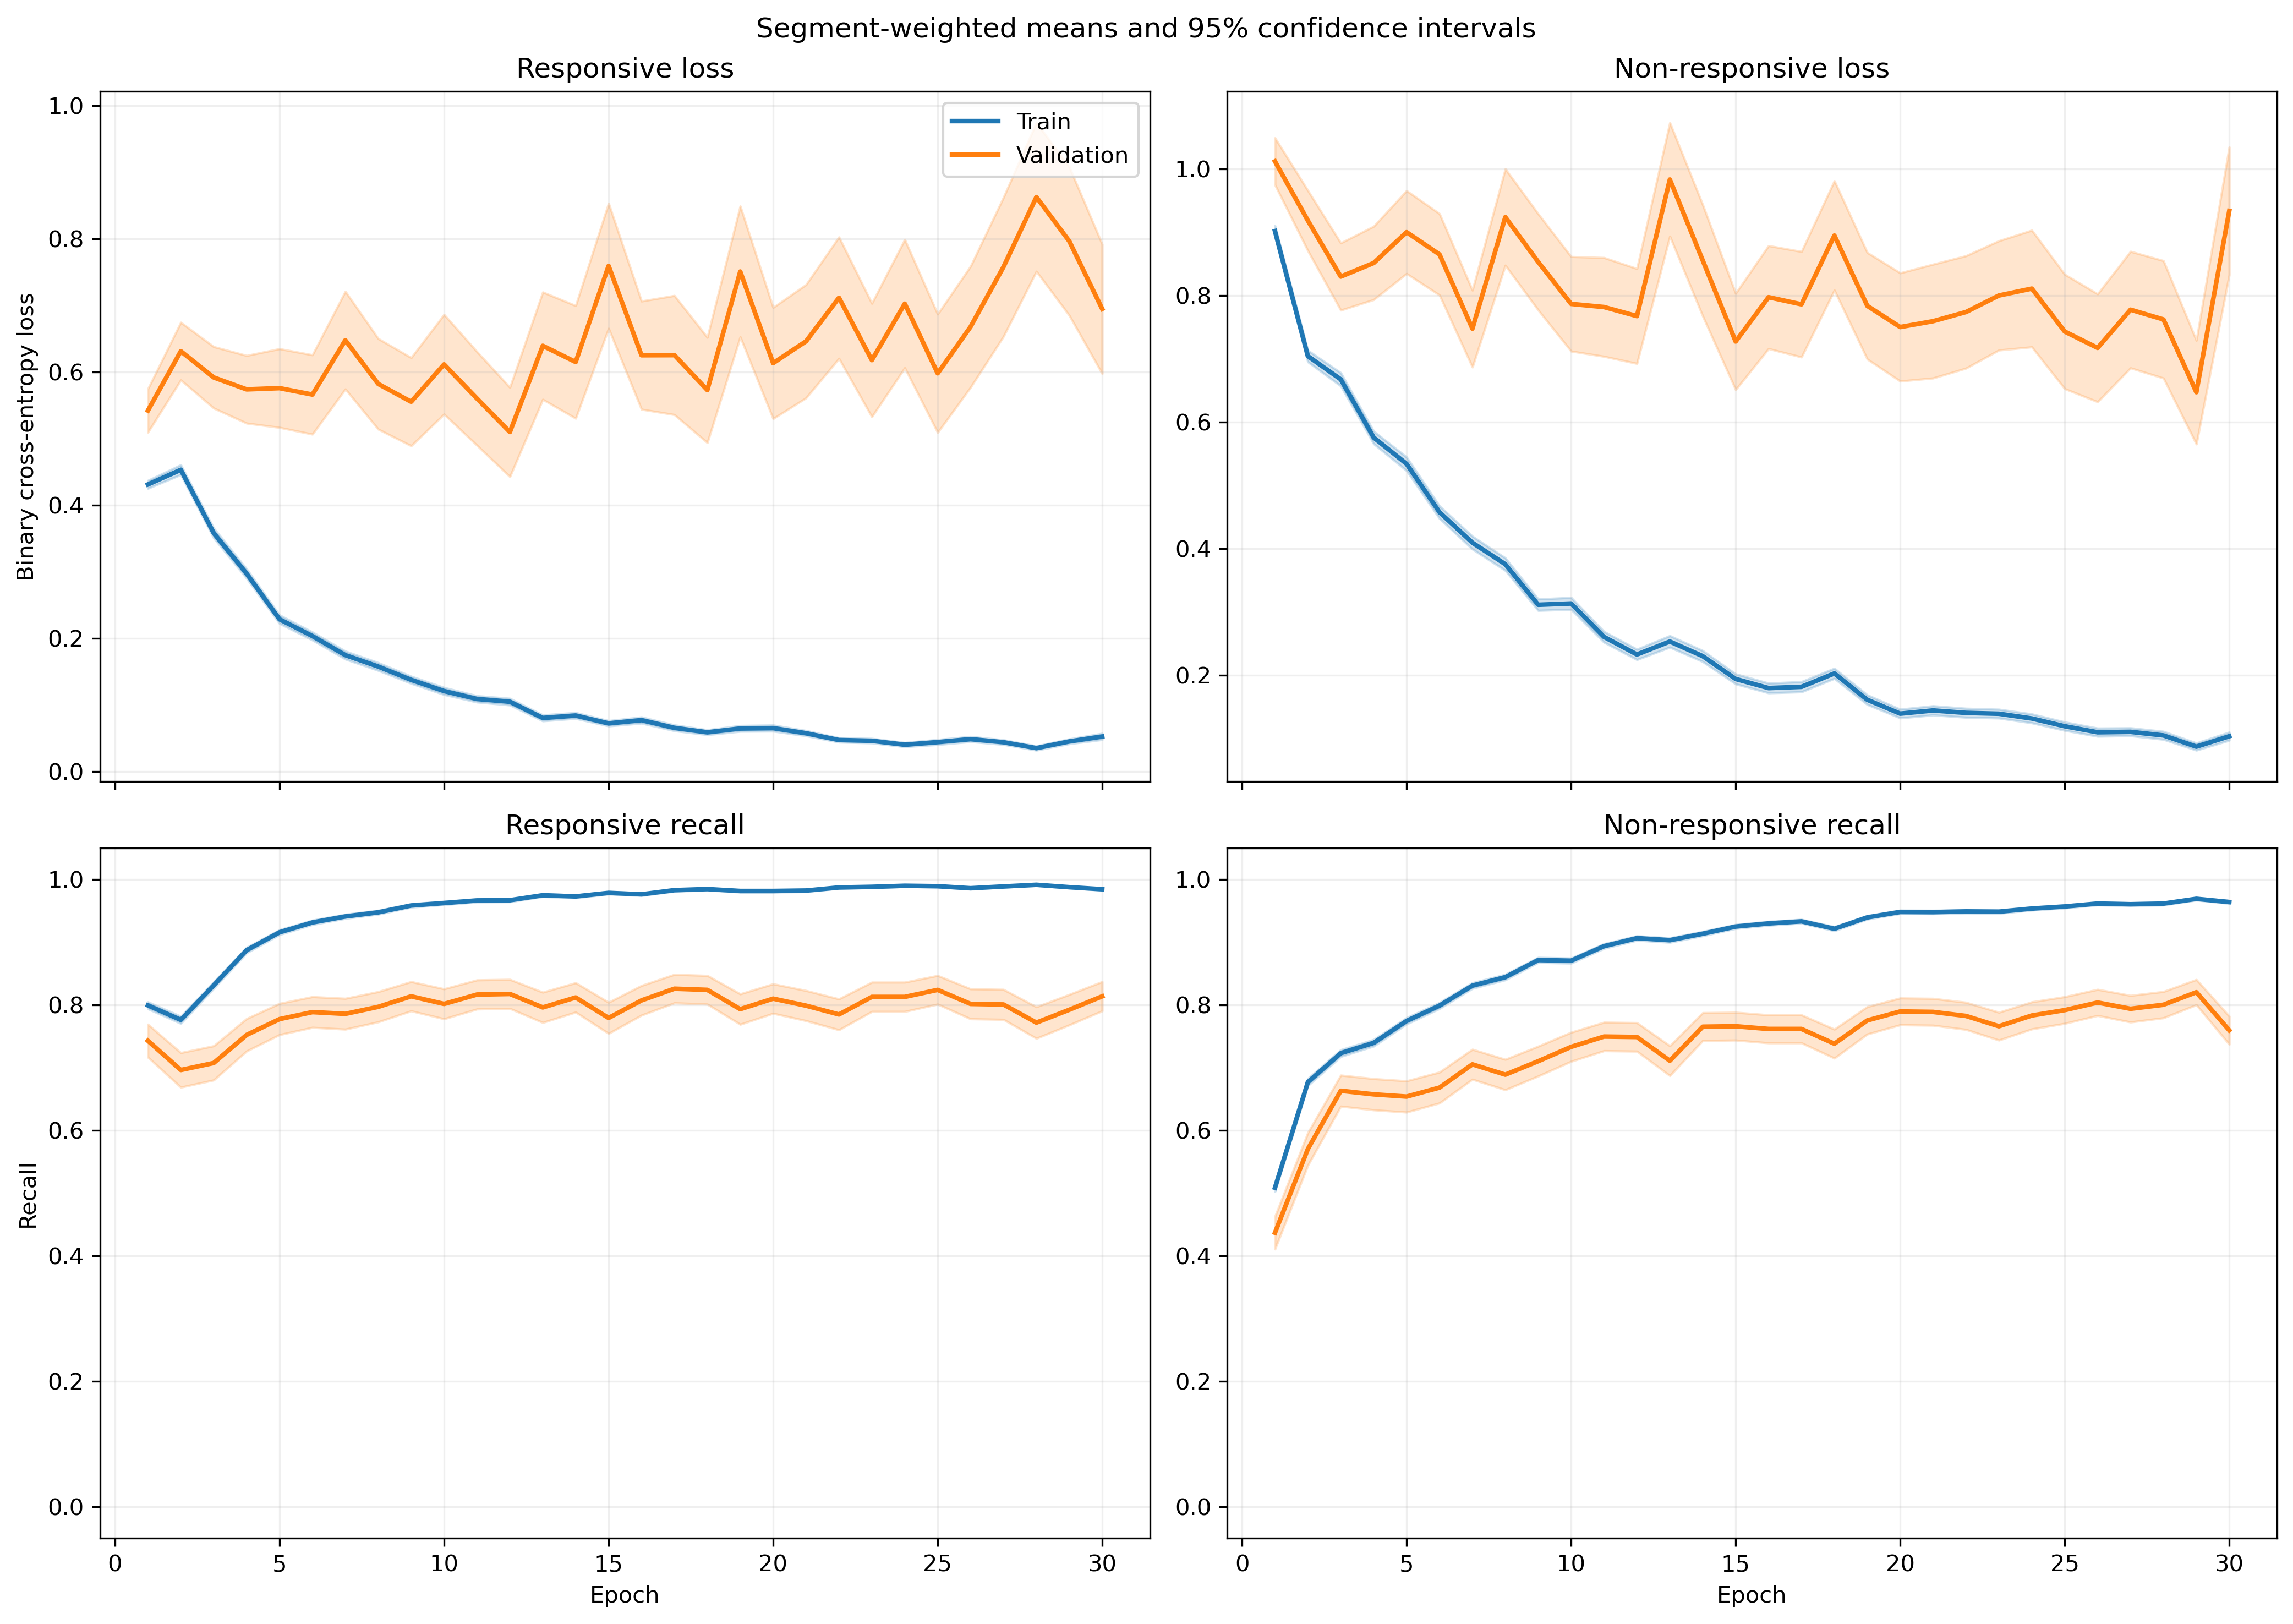 Segment-weighted means and 95% confidence intervals
Responsive loss
Non-responsive loss
Train
Validation
Binary cross-entropy loss
1.0
0.8
0.6
0.4
0.2
0.0
1.0
0.8
0.6
0.4
0.2
Responsive recall
Non-responsive recall
Recall
1.0
0.8
0.6
0.4
0.2
0.0
1.0
0.8
0.6
0.4
0.2
0.0
0 5 10 15 20 25 30
0 5 10 15 20 25 30
Epoch
Epoch